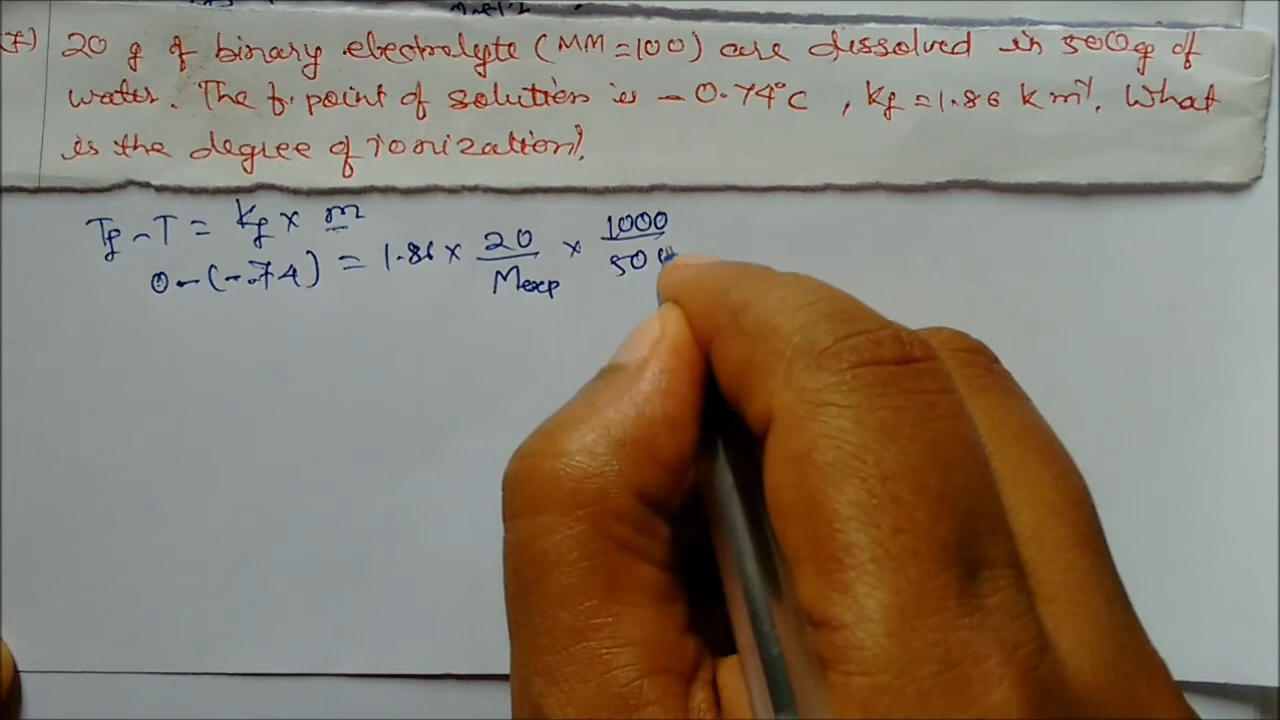 7) 20 g of binary electrolyte (MM=100) are dissolved in 500g of
water. The f. point of solution is -0.74°C, Kf=1.86 K m⁻¹. What
is the degree of ionization?
Tf - T = Kf x m
0-(-.74) = 1.86 x 20/Mexp x 1000/500